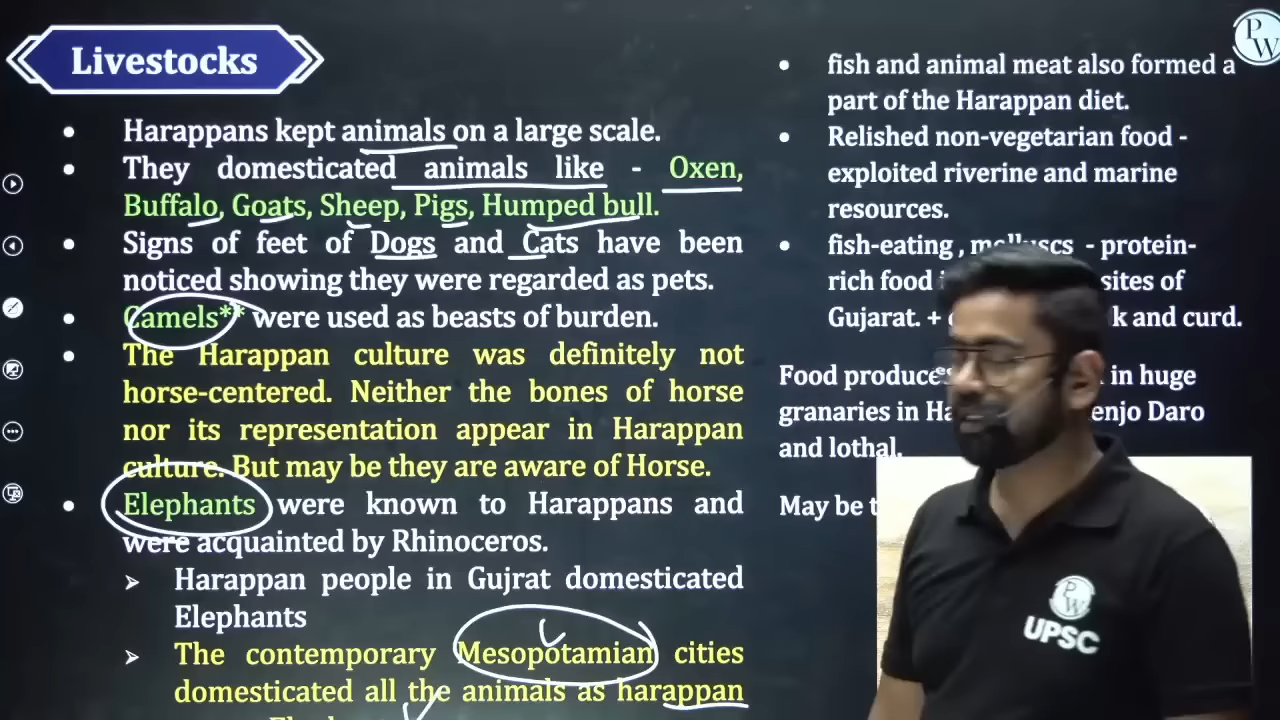 Livestocks
Harappans kept animals on a large scale.
They domesticated animals like - Oxen,
Buffalo, Goats, Sheep, Pigs, Humped bull.
Signs of feet of Dogs and Cats have been
noticed showing they were regarded as pets.
Camels** were used as beasts of burden.
The Harappan culture was definitely not
horse-centered. Neither the bones of horse
nor its representation appear in Harappan
culture. But may be they are aware of Horse.
Elephants were known to Harappans and
were acquainted by Rhinoceros.
Harappan people in Gujrat domesticated
Elephants
The contemporary Mesopotamian cities
domesticated all the animals as harappan
fish and animal meat also formed a
part of the Harappan diet.
Relished non-vegetarian food -
exploited riverine and marine
resources.
fish-eating , molluscs - protein-
rich food sites of
Gujarat. + k and curd.
Food produces in huge
granaries in Ha enjo Daro
and lothal.
May be t
PW
PW
UPSC